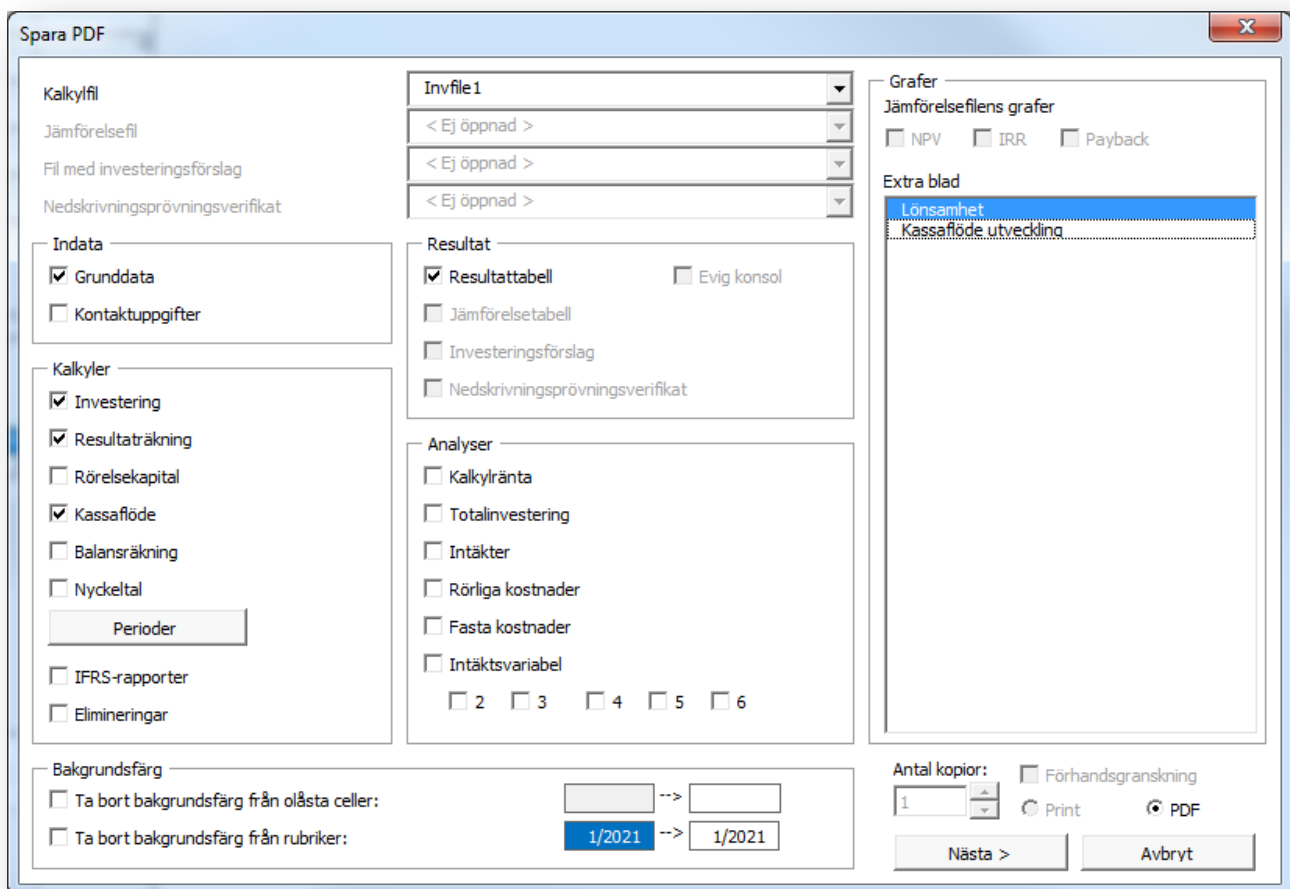 Spara PDF
Kalkylfil
Invfile1
Jämförelsefil
< Ej öppnad >
Fil med investeringsförslag
< Ej öppnad >
Nedskrivningsprövningsverifikat
< Ej öppnad >
Indata
Grunddata
Kontaktuppgifter
Kalkyler
Investering
Resultaträkning
Rörelsekapital
Kassaflöde
Balansräkning
Nyckeltal
Perioder
IFRS-rapporter
Elimineringar
Resultat
Resultattabell Evig konsol
Jämförelsetabell
Investeringsförslag
Nedskrivningsprövningsverifikat
Analyser
Kalkylränta
Totalinvestering
Intäkter
Rörliga kostnader
Fasta kostnader
Intäktsvariabel
2 3 4 5 6
Grafer
Jämförelsefilens grafer
NPV IRR Payback
Extra blad
Lönsamhet
Kassaflöde utveckling
Bakgrundsfärg
Ta bort bakgrundsfärg från olåsta celler: -->
Ta bort bakgrundsfärg från rubriker: 1/2021 --> 1/2021
Antal kopior: Förhandsgranskning
1 Print PDF
Nästa > Avbryt